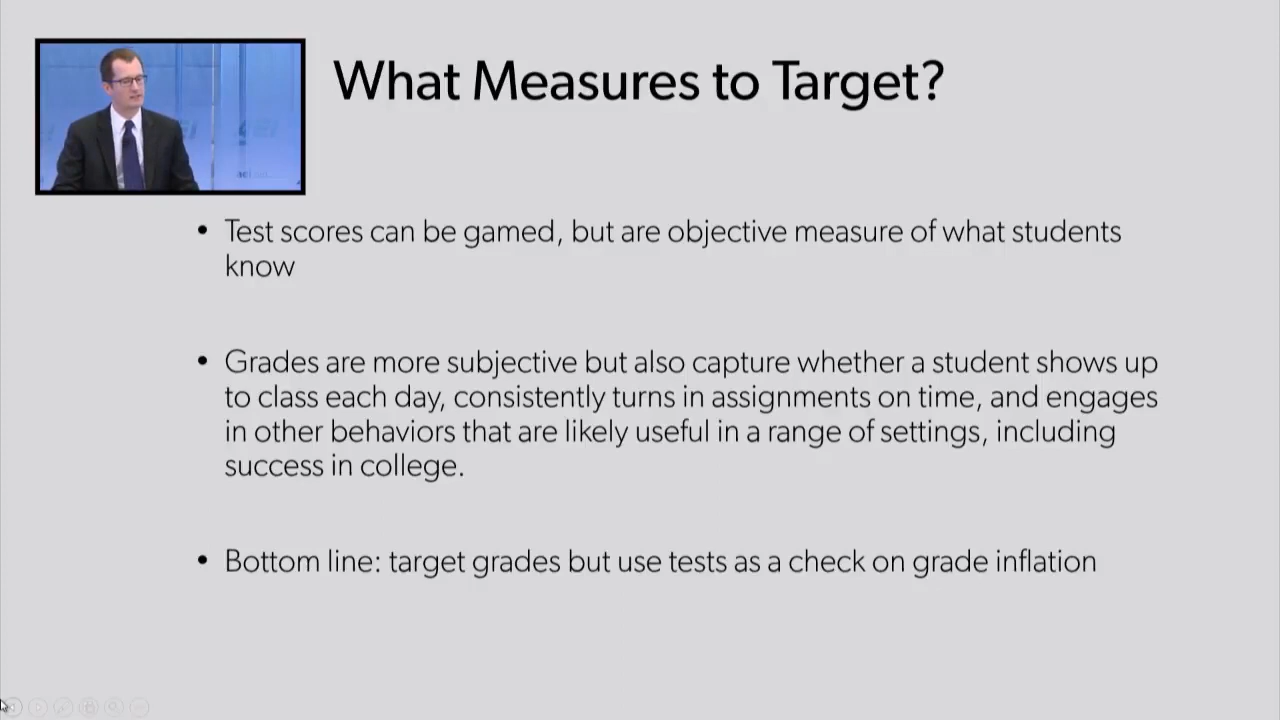 What Measures to Target?
AEI
• Test scores can be gamed, but are objective measure of what students
know
• Grades are more subjective but also capture whether a student shows up
to class each day, consistently turns in assignments on time, and engages
in other behaviors that are likely useful in a range of settings, including
success in college.
• Bottom line: target grades but use tests as a check on grade inflation